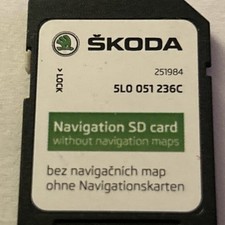 ŠKODA
251984
> LOCK
5L0 051 236C
Navigation SD card
without navigation maps
bez navigačních map
ohne Navigationskarten